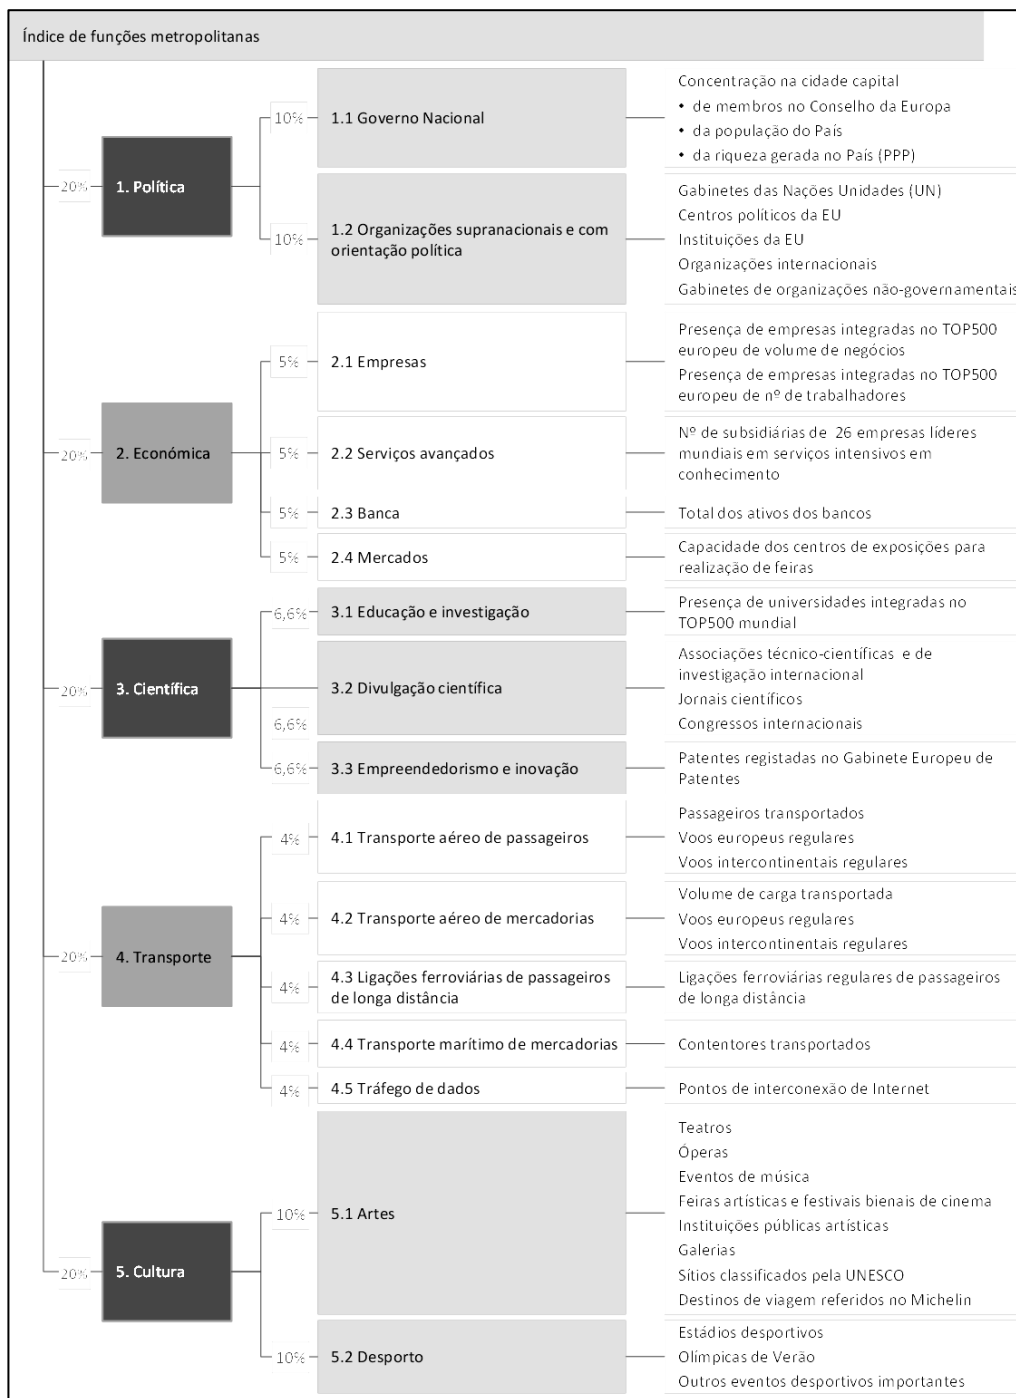 Índice de funções metropolitanas
20%
1. Política
10%
1.1 Governo Nacional
Concentração na cidade capital
• de membros no Conselho da Europa
• da população do País
• da riqueza gerada no País (PPP)
10%
1.2 Organizações supranacionais e com
orientação política
Gabinetes das Nações Unidas (UN)
Centros políticos da EU
Instituições da EU
Organizações internacionais
Gabinetes de organizações não-governamentais
20%
2. Económica
5%
2.1 Empresas
Presença de empresas integradas no TOP500
europeu de volume de negócios
Presença de empresas integradas no TOP500
europeu de nº de trabalhadores
5%
2.2 Serviços avançados
Nº de subsidiárias de 26 empresas líderes
mundiais em serviços intensivos em
conhecimento
5%
2.3 Banca
Total dos ativos dos bancos
5%
2.4 Mercados
Capacidade dos centros de exposições para
realização de feiras
20%
3. Científica
6,6%
3.1 Educação e investigação
Presença de universidades integradas no
TOP500 mundial
6,6%
3.2 Divulgação científica
Associações técnico-científicas e de
investigação internacional
Jornais científicos
Congressos internacionais
6,6%
3.3 Empreendedorismo e inovação
Patentes registadas no Gabinete Europeu de
Patentes
20%
4. Transporte
4%
4.1 Transporte aéreo de passageiros
Passageiros transportados
Voos europeus regulares
Voos intercontinentais regulares
4%
4.2 Transporte aéreo de mercadorias
Volume de carga transportada
Voos europeus regulares
Voos intercontinentais regulares
4%
4.3 Ligações ferroviárias de passageiros
de longa distância
Ligações ferroviárias regulares de passageiros
de longa distância
4%
4.4 Transporte marítimo de mercadorias
Contentores transportados
4%
4.5 Tráfego de dados
Pontos de interconexão de Internet
20%
5. Cultura
10%
5.1 Artes
Teatros
Óperas
Eventos de música
Feiras artísticas e festivais bienais de cinema
Instituições públicas artísticas
Galerias
Sítios classificados pela UNESCO
Destinos de viagem referidos no Michelin
10%
5.2 Desporto
Estádios desportivos
Olímpicas de Verão
Outros eventos desportivos importantes